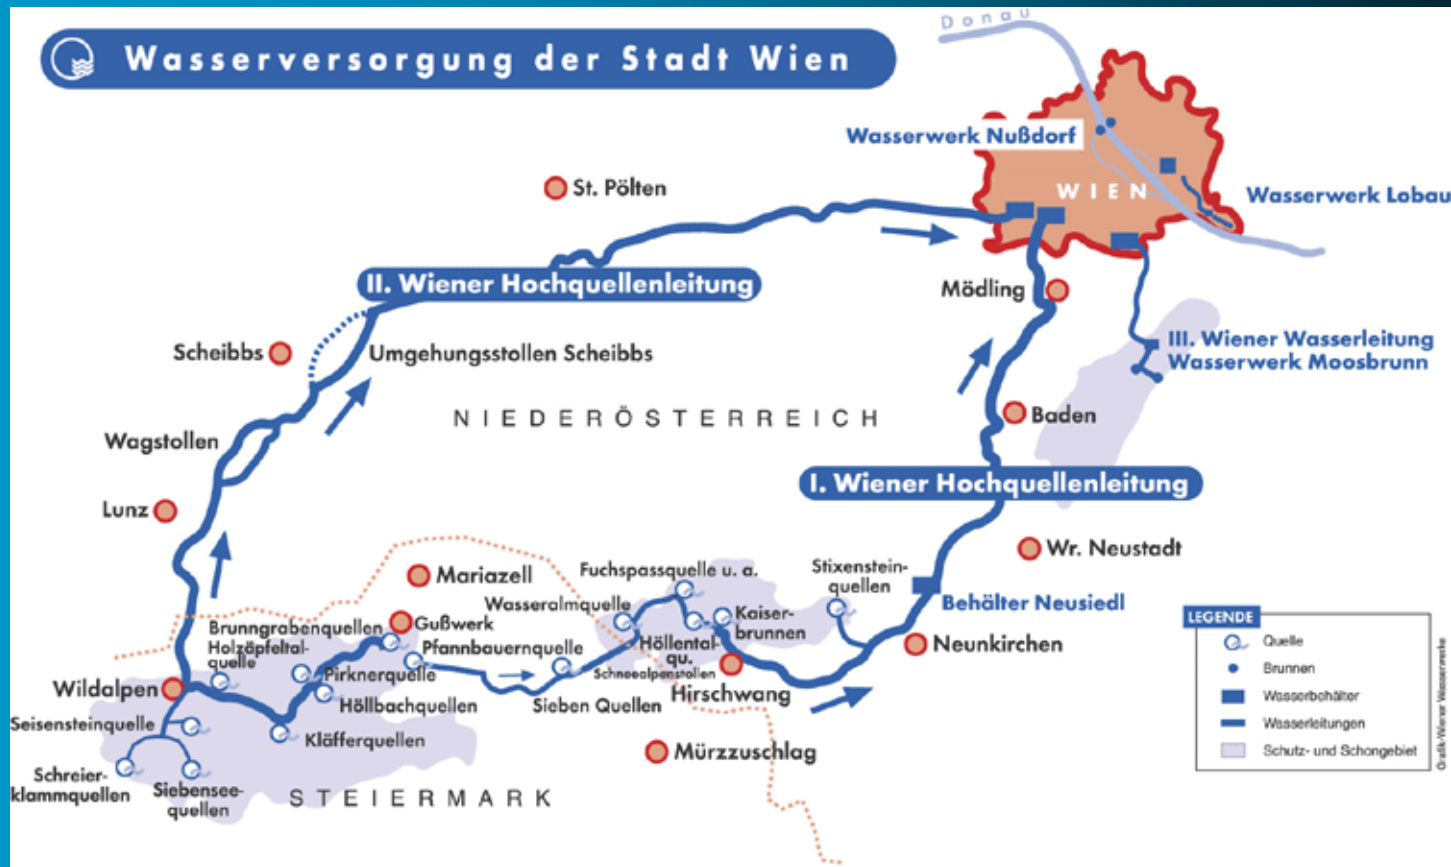 Donau
Wasserversorgung der Stadt Wien
Wasserwerk Nußdorf
St. Pölten
WIEN
Wasserwerk Lobau
II. Wiener Hochquellenleitung
Mödling
Scheibbs
Umgehungsstollen Scheibbs
III. Wiener Wasserleitung
Wasserwerk Moosbrunn
NIEDERÖSTERREICH
Baden
Wagstollen
I. Wiener Hochquellenleitung
Lunz
Wr. Neustadt
Mariazell
Fuchspassquelle u. a.
Stixenstein-
quellen
Wasseralmquelle
Behälter Neusiedl
Kaiser-
brunnen
Gußwerk
Brunngrabenquellen
Holzäpfeltal-
quelle
Pfannbauernquelle
Höllental-
qu.
Schneealpenstollen
Neunkirchen
Pirknerquelle
Wildalpen
Hirschwang
Höllbachquellen
Sieben Quellen
Seisensteinquelle
Kläfferquellen
Mürzzuschlag
Schreier-
klammquellen
Siebensee-
quellen
STEIERMARK
LEGENDE
Quelle
Brunnen
Wasserbehälter
Wasserleitungen
Schutz- und Schongebiet
Grafik-Wiener Wasserwerke